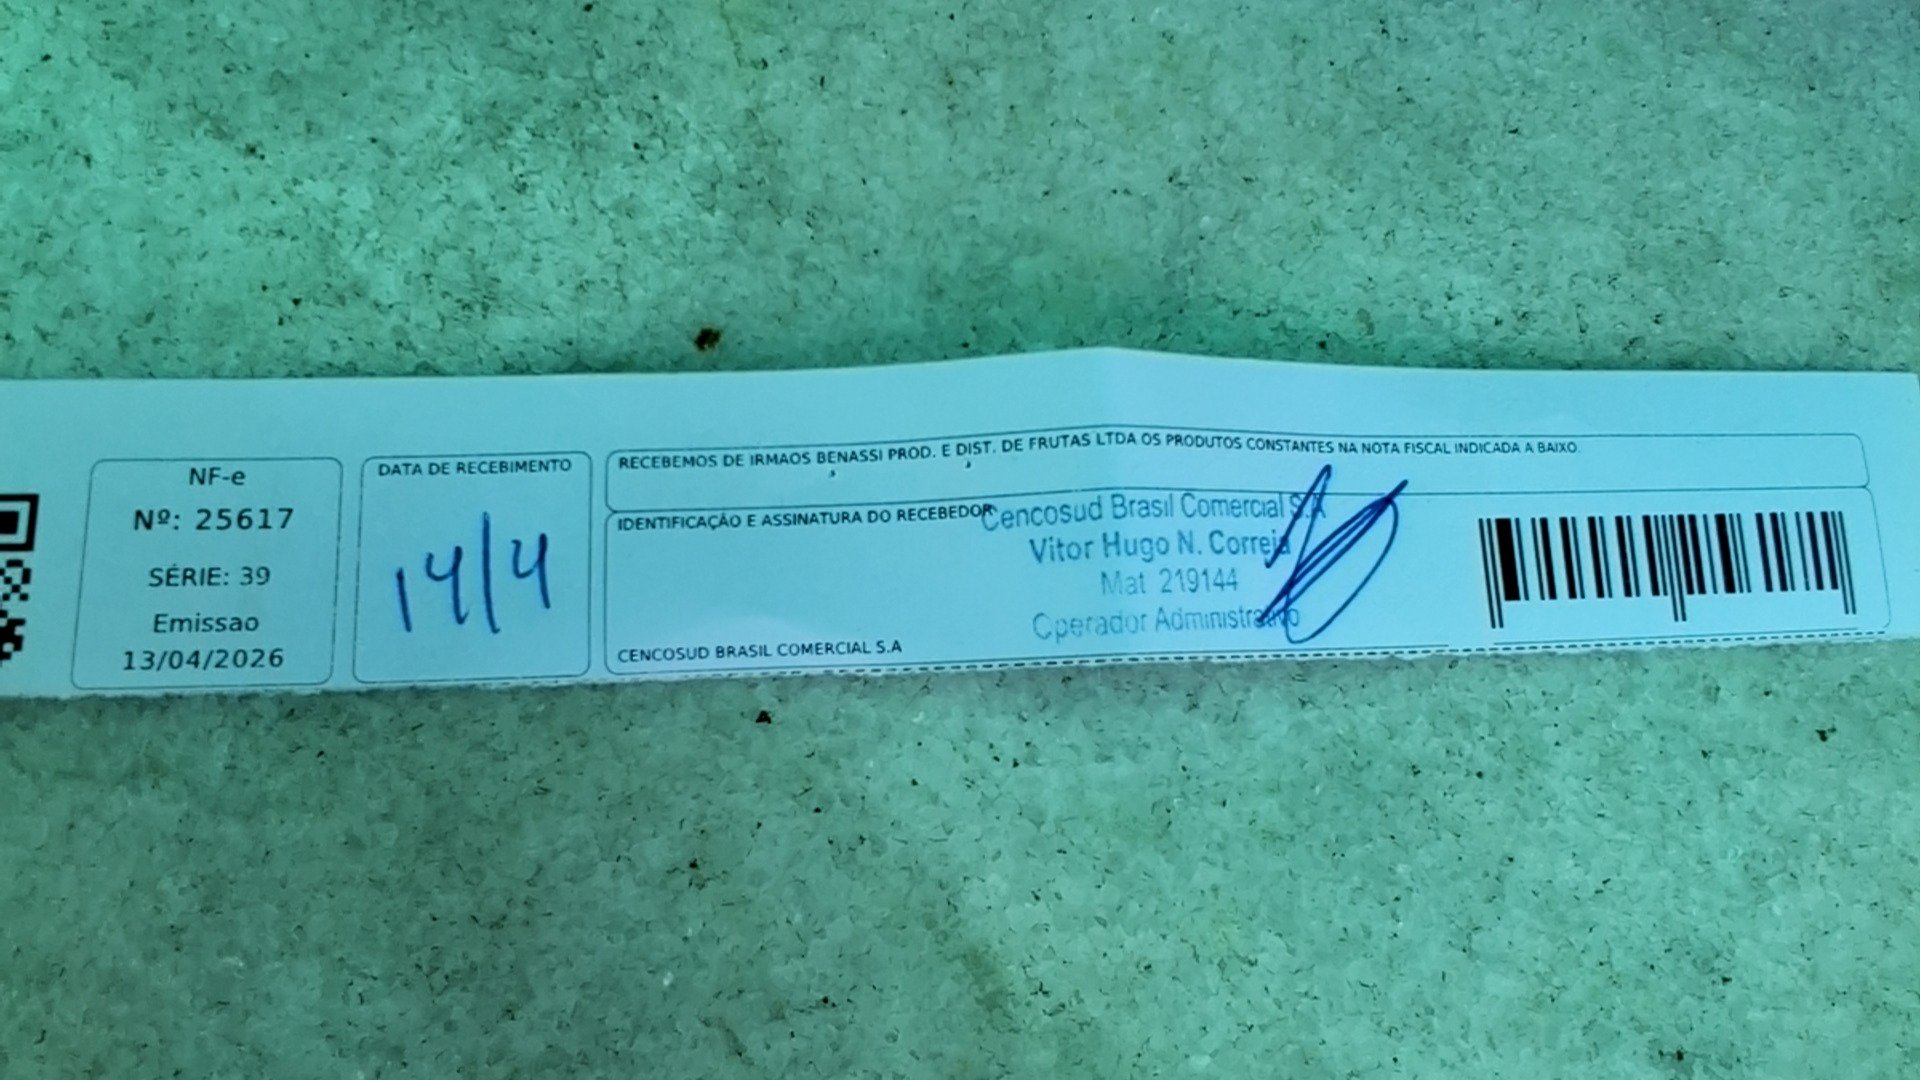 NF-e
Nº: 25617
SÉRIE: 39
Emissao
13/04/2026
DATA DE RECEBIMENTO
14/4
RECEBEMOS DE IRMAOS BENASSI PROD. E DIST. DE FRUTAS LTDA OS PRODUTOS CONSTANTES NA NOTA FISCAL INDICADA A BAIXO.
IDENTIFICAÇÃO E ASSINATURA DO RECEBEDOR
Cencosud Brasil Comercial S.A
Vitor Hugo N. Correja
Mat 219144
Operador Administrativo
CENCOSUD BRASIL COMERCIAL S.A